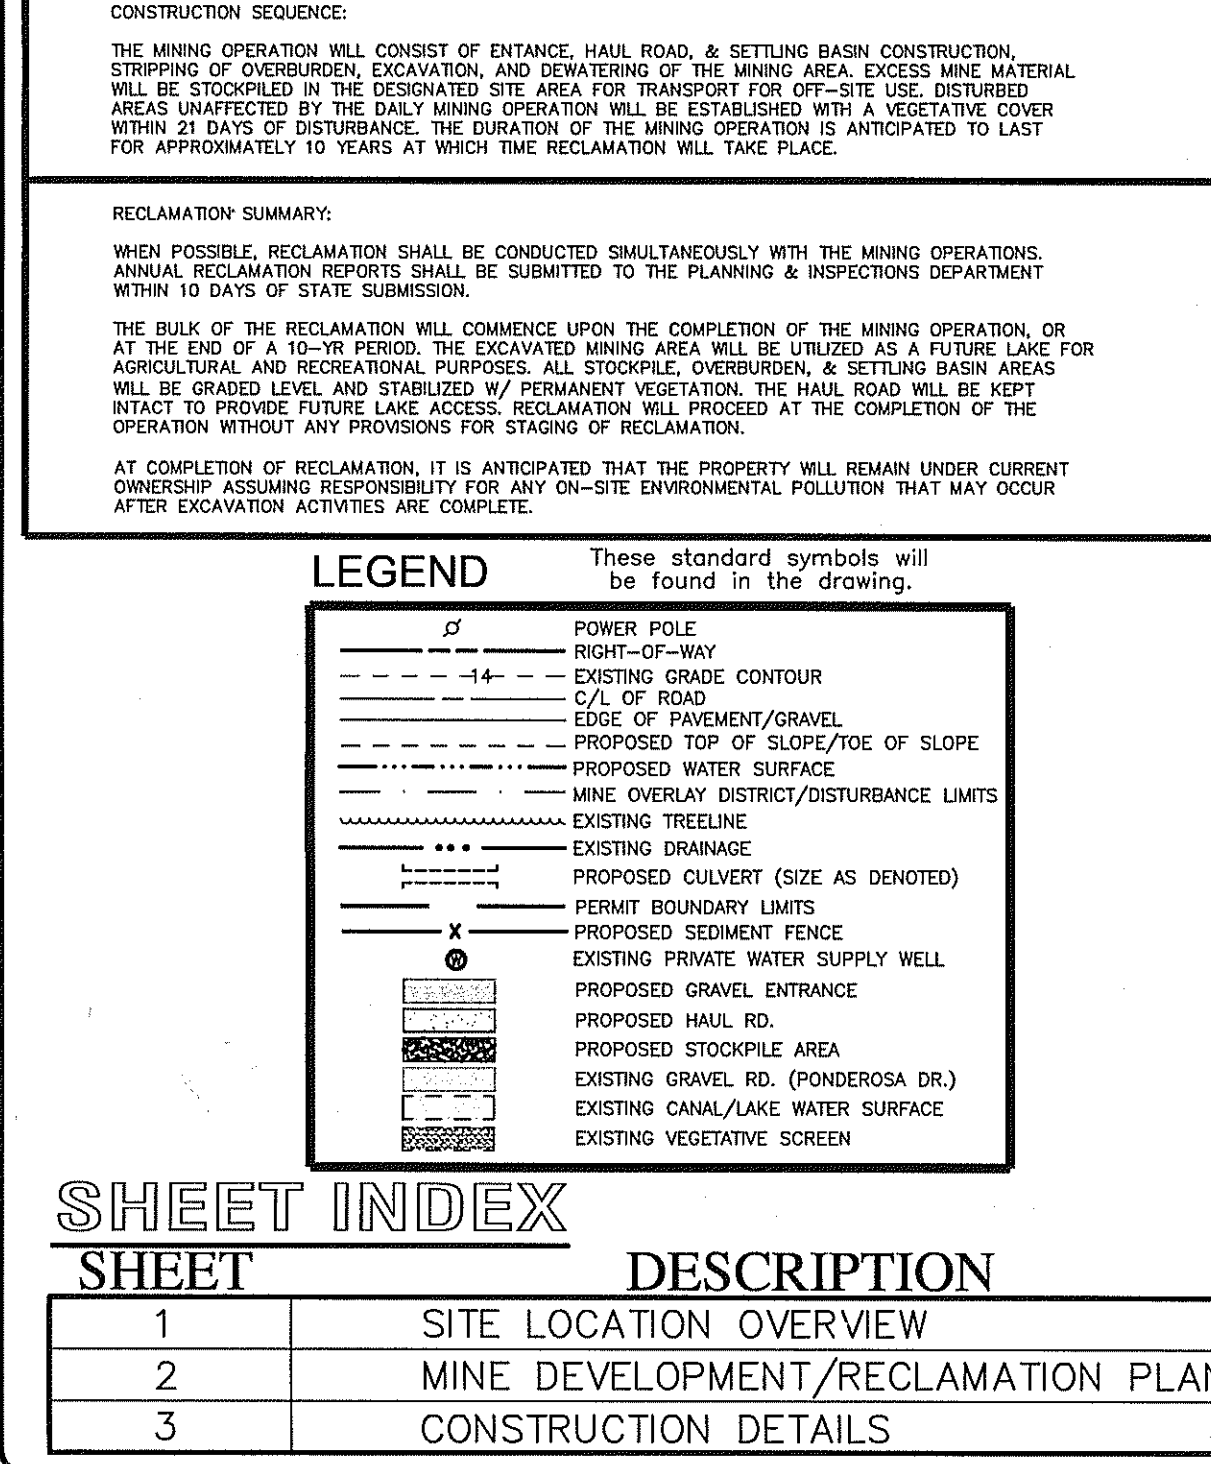 CONSTRUCTION SEQUENCE:
THE MINING OPERATION WILL CONSIST OF ENTANCE, HAUL ROAD, & SETTLING BASIN CONSTRUCTION,
STRIPPING OF OVERBURDEN, EXCAVATION, AND DEWATERING OF THE MINING AREA. EXCESS MINE MATERIAL
WILL BE STOCKPILED IN THE DESIGNATED SITE AREA FOR TRANSPORT FOR OFF-SITE USE. DISTURBED
AREAS UNAFFECTED BY THE DAILY MINING OPERATION WILL BE ESTABLISHED WITH A VEGETATIVE COVER
WITHIN 21 DAYS OF DISTURBANCE. THE DURATION OF THE MINING OPERATION IS ANTICIPATED TO LAST
FOR APPROXIMATELY 10 YEARS AT WHICH TIME RECLAMATION WILL TAKE PLACE.
RECLAMATION SUMMARY:
WHEN POSSIBLE, RECLAMATION SHALL BE CONDUCTED SIMULTANEOUSLY WITH THE MINING OPERATIONS.
ANNUAL RECLAMATION REPORTS SHALL BE SUBMITTED TO THE PLANNING & INSPECTIONS DEPARTMENT
WITHIN 10 DAYS OF STATE SUBMISSION.
THE BULK OF THE RECLAMATION WILL COMMENCE UPON THE COMPLETION OF THE MINING OPERATION, OR
AT THE END OF A 10-YR PERIOD. THE EXCAVATED MINING AREA WILL BE UTILIZED AS A FUTURE LAKE FOR
AGRICULTURAL AND RECREATIONAL PURPOSES. ALL STOCKPILE, OVERBURDEN, & SETTLING BASIN AREAS
WILL BE GRADED LEVEL AND STABILIZED W/ PERMANENT VEGETATION. THE HAUL ROAD WILL BE KEPT
INTACT TO PROVIDE FUTURE LAKE ACCESS. RECLAMATION WILL PROCEED AT THE COMPLETION OF THE
OPERATION WITHOUT ANY PROVISIONS FOR STAGING OF RECLAMATION.
AT COMPLETION OF RECLAMATION, IT IS ANTICIPATED THAT THE PROPERTY WILL REMAIN UNDER CURRENT
OWNERSHIP ASSUMING RESPONSIBILITY FOR ANY ON-SITE ENVIRONMENTAL POLLUTION THAT MAY OCCUR
AFTER EXCAVATION ACTIVITIES ARE COMPLETE.
LEGEND
These standard symbols will
be found in the drawing.
POWER POLE
RIGHT-OF-WAY
14 EXISTING GRADE CONTOUR
C/L OF ROAD
EDGE OF PAVEMENT/GRAVEL
PROPOSED TOP OF SLOPE/TOE OF SLOPE
PROPOSED WATER SURFACE
MINE OVERLAY DISTRICT/DISTURBANCE LIMITS
EXISTING TREELINE
EXISTING DRAINAGE
PROPOSED CULVERT (SIZE AS DENOTED)
PERMIT BOUNDARY LIMITS
X PROPOSED SEDIMENT FENCE
W EXISTING PRIVATE WATER SUPPLY WELL
PROPOSED GRAVEL ENTRANCE
PROPOSED HAUL RD.
PROPOSED STOCKPILE AREA
EXISTING GRAVEL RD. (PONDEROSA DR.)
EXISTING CANAL/LAKE WATER SURFACE
EXISTING VEGETATIVE SCREEN
SHEET INDEX
SHEET DESCRIPTION
1 SITE LOCATION OVERVIEW
2 MINE DEVELOPMENT/RECLAMATION PLAN
3 CONSTRUCTION DETAILS